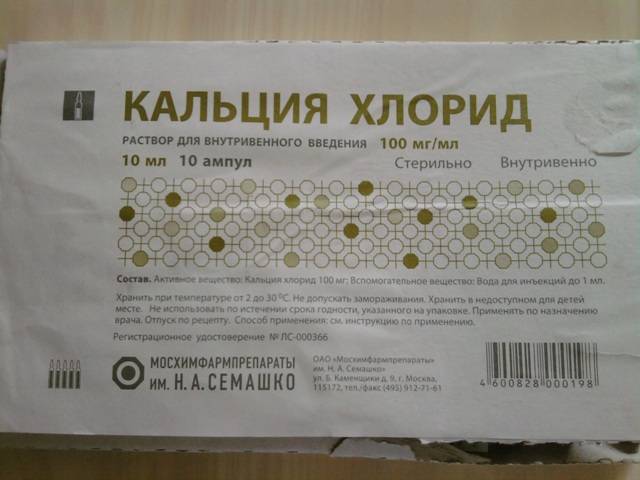 КАЛЬЦИЯ ХЛОРИД
РАСТВОР ДЛЯ ВНУТРИВЕННОГО ВВЕДЕНИЯ 100 мг/мл
10 мл 10 ампул Стерильно Внутривенно
Состав. Активное вещество: Кальция хлорид 100 мг; Вспомогательное вещество: Вода для инъекций до 1 мл.
Хранить при температуре от 2 до 30 ⁰С. Не допускать замораживания. Хранить в недоступном для детей
месте. Не использовать по истечении срока годности, указанного на упаковке. Применять по назначению
врача. Отпуск по рецепту. Способ применения: см. инструкцию по применению.
Регистрационное удостоверение № ЛС-000366
МОСХИМФАРМПРЕПАРАТЫ
ИМ. Н. А. СЕМАШКО
ОАО «Мосхимфармпрепараты»
им. Н. А. Семашко»
ул. Б. Каменщики д. 9, г. Москва,
115172, тел./факс (495) 912-71-61
4 600828 000198